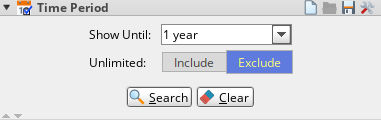 Time Period
Show Until: 1 year
Unlimited: Include Exclude
Search Clear